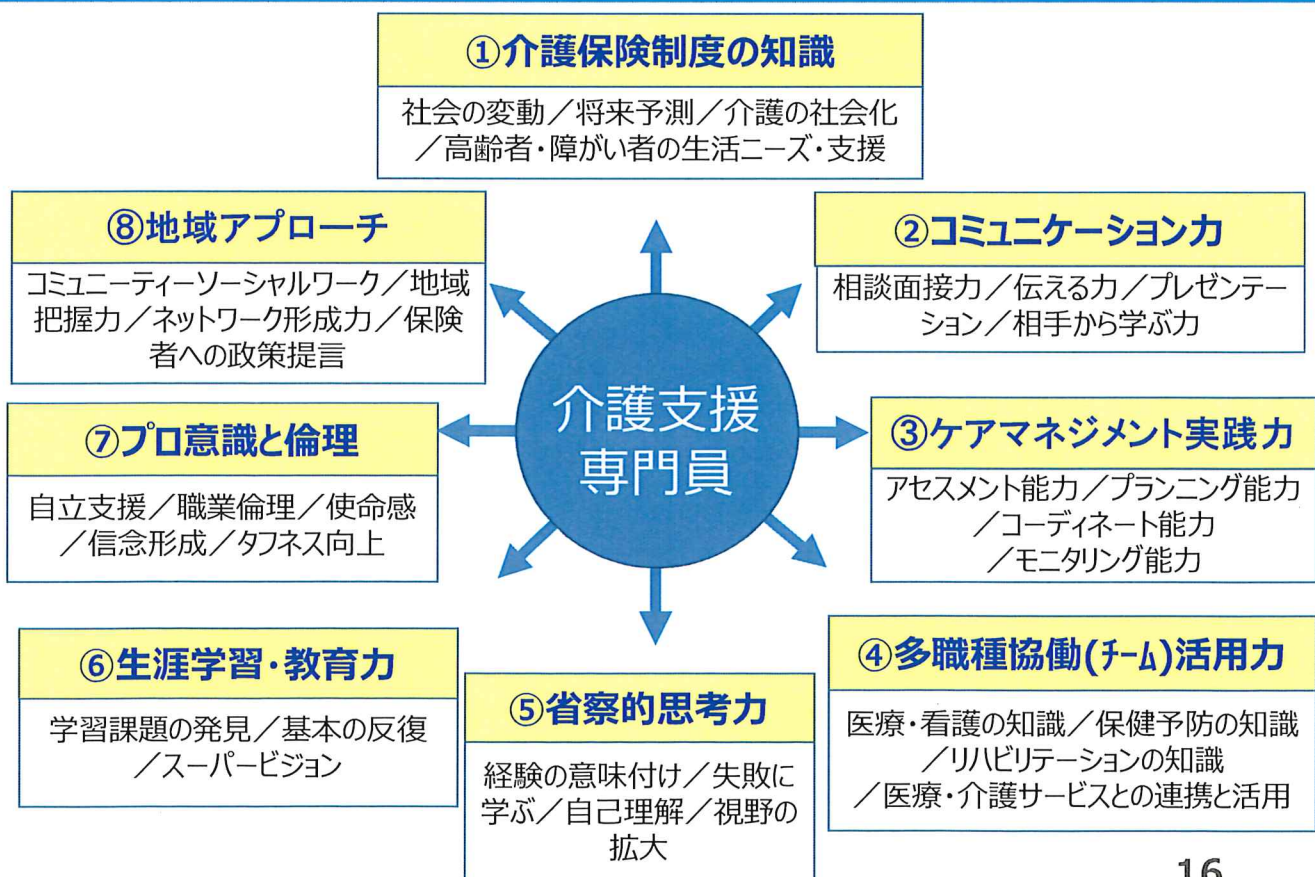 ①介護保険制度の知識
社会の変動／将来予測／介護の社会化
／高齢者・障がい者の生活ニーズ・支援
②コミュニケーション力
相談面接力／伝える力／プレゼンテー
ション／相手から学ぶ力
③ケアマネジメント実践力
アセスメント能力／プランニング能力
／コーディネート能力
／モニタリング能力
④多職種協働(ﾁｰﾑ)活用力
医療・看護の知識／保健予防の知識
／リハビリテーションの知識
／医療・介護サービスとの連携と活用
⑤省察的思考力
経験の意味付け／失敗に
学ぶ／自己理解／視野の
拡大
⑥生涯学習・教育力
学習課題の発見／基本の反復
／スーパービジョン
⑦プロ意識と倫理
自立支援／職業倫理／使命感
／信念形成／タフネス向上
⑧地域アプローチ
コミュニーティーソーシャルワーク／地域
把握力／ネットワーク形成力／保険
者への政策提言
介護支援
専門員
16